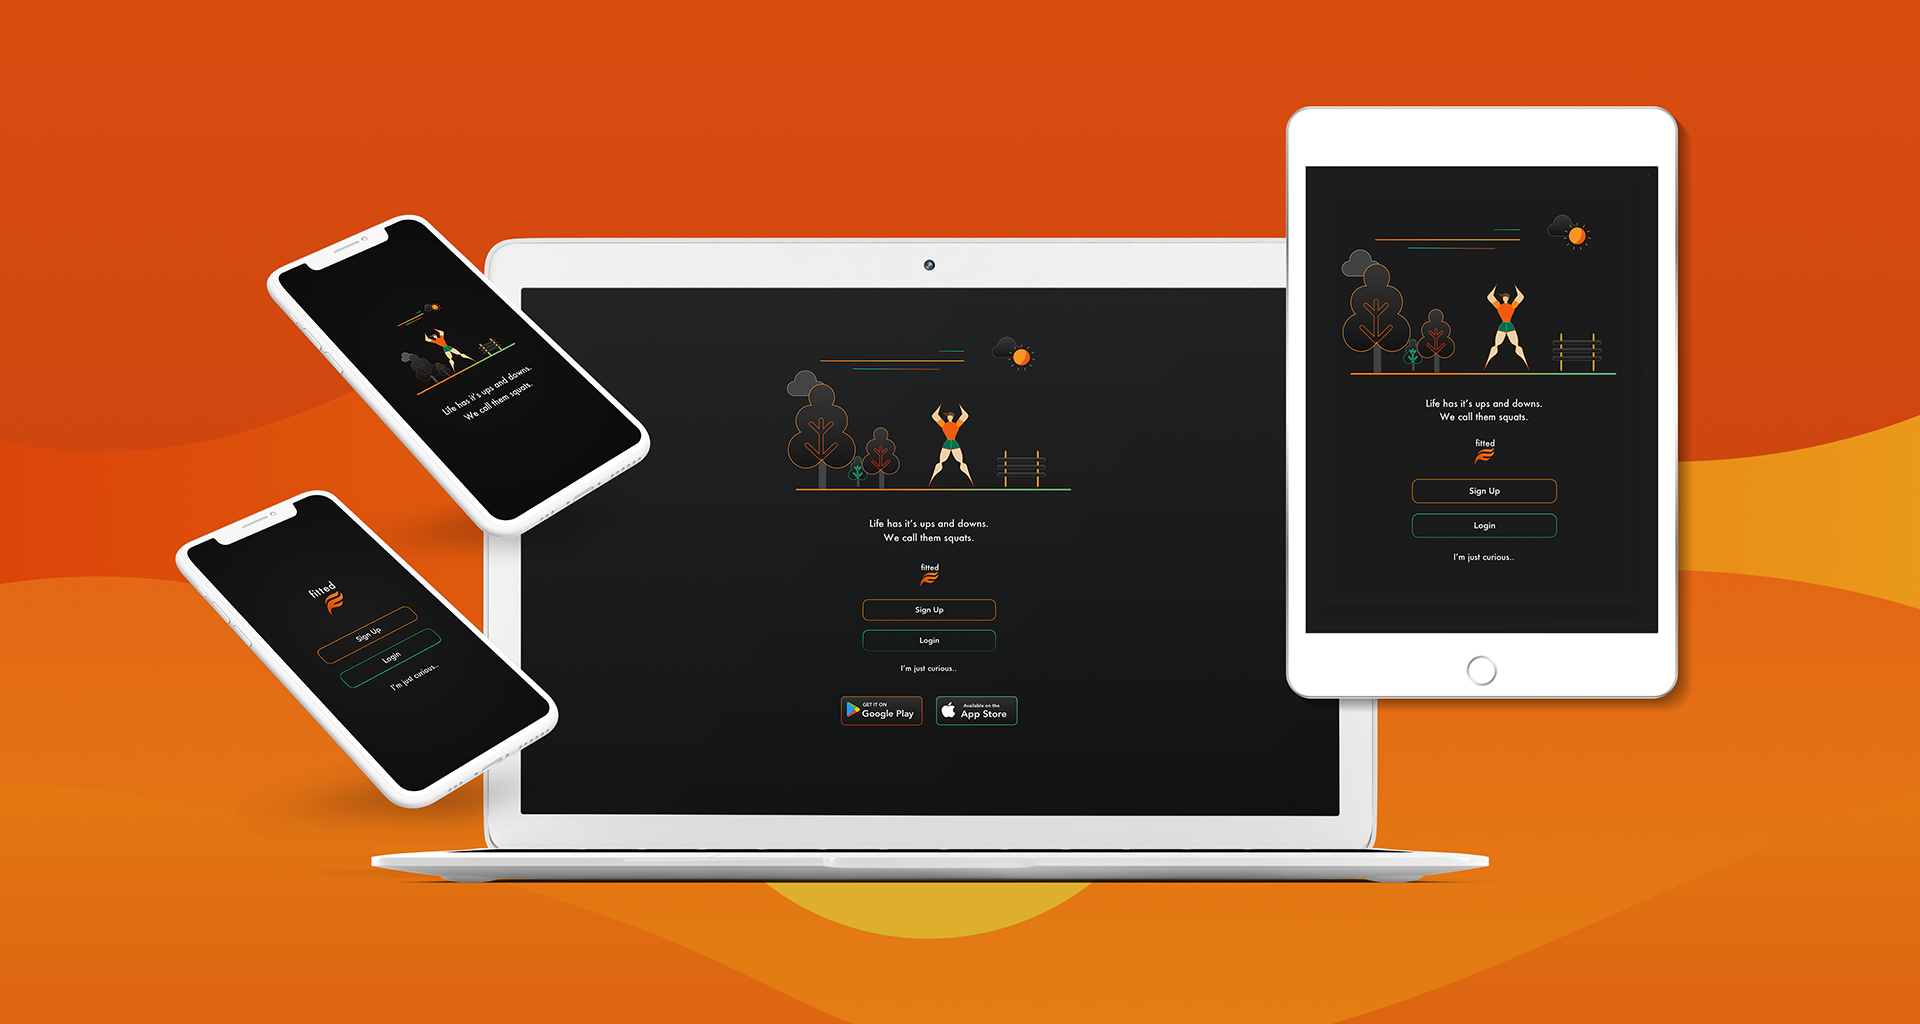 Life has it's ups and downs.
We call them squats.
fitted
Sign Up
Login
I'm just curious..
Life has it's ups and downs.
We call them squats.
fitted
Sign Up
Login
I'm just curious..
GET IT ON
Google Play
Available on the
App Store
Life has it's ups and downs.
We call them squats.
fitted
Sign Up
Login
I'm just curious..